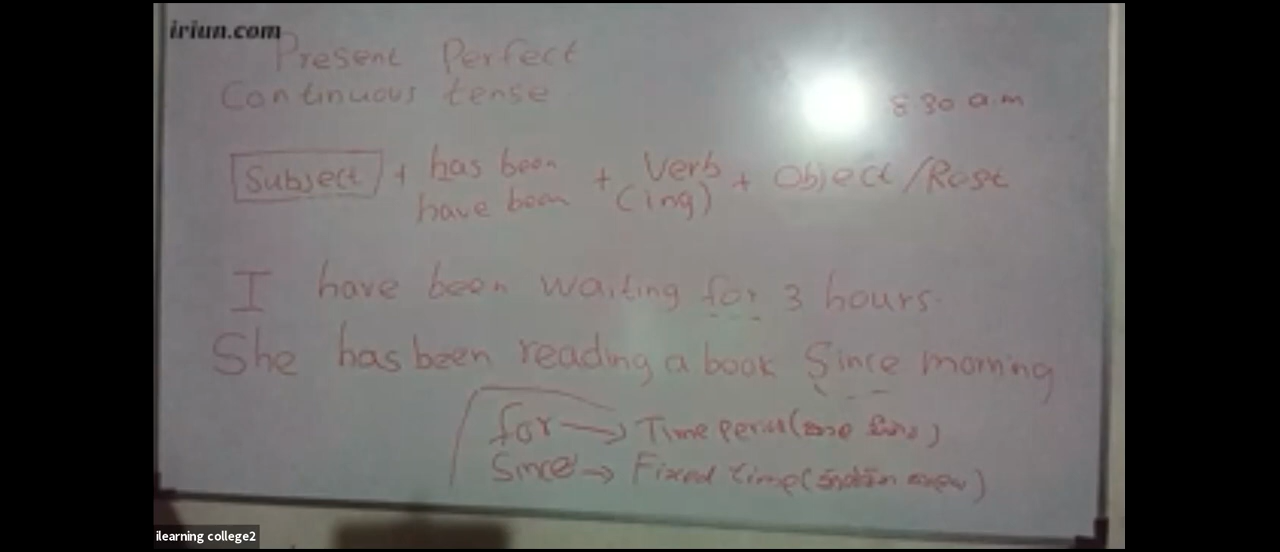 iriun.com
Present Perfect
Continuous tense
8 30 a.m
Subject + has been + Verb + Object/Rest
have been (ing)
I have been waiting for 3 hours.
She has been reading a book Since morning
for → Time
Since → Fixed time
ilearning college2